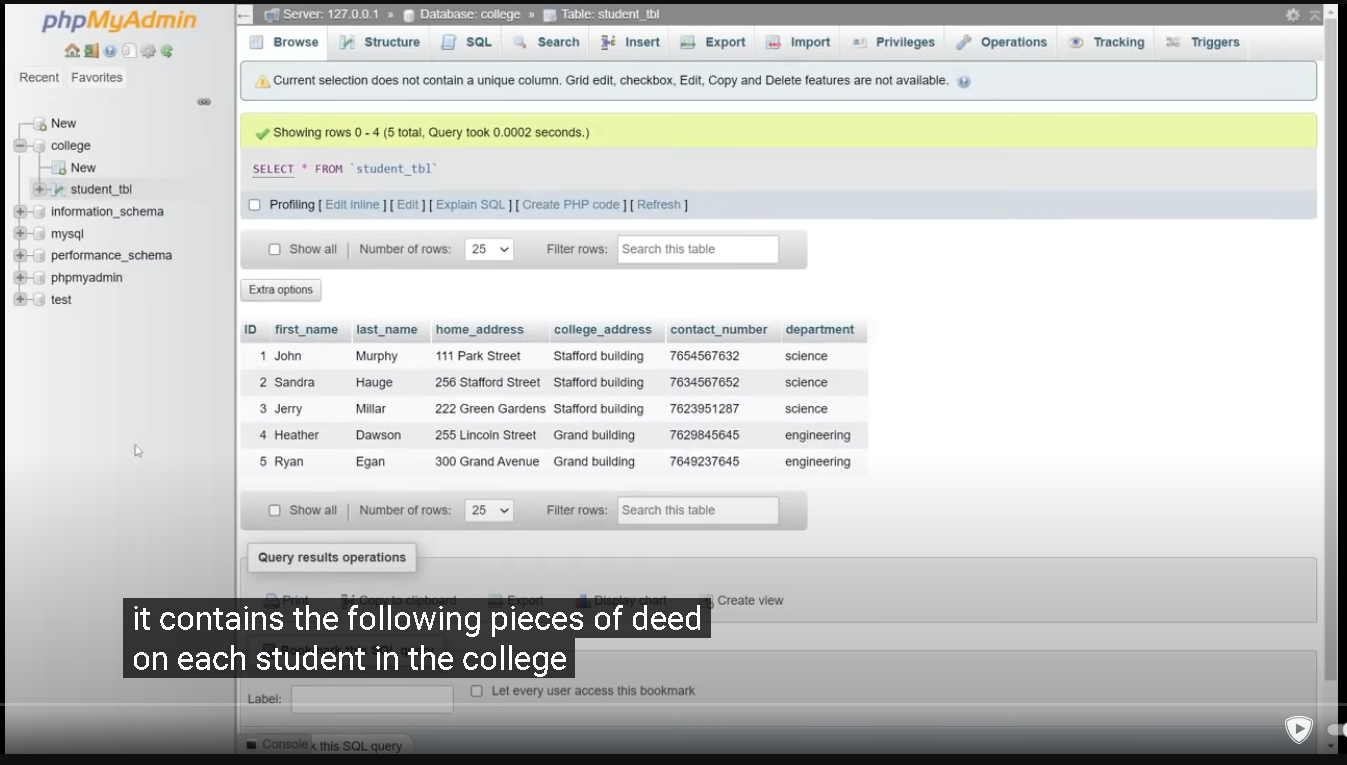 phpMyAdmin
Recent Favorites
New
college
New
student_tbl
information_schema
mysql
performance_schema
phpmyadmin
test
Server: 127.0.0.1 » Database: college » Table: student_tbl
Browse Structure SQL Search Insert Export Import Privileges Operations Tracking Triggers
Current selection does not contain a unique column. Grid edit, checkbox, Edit, Copy and Delete features are not available.
Showing rows 0 - 4 (5 total, Query took 0.0002 seconds.)
SELECT * FROM `student_tbl`
Profiling [ Edit inline ] [ Edit ] [ Explain SQL ] [ Create PHP code ] [ Refresh ]
Show all | Number of rows: 25 Filter rows: Search this table
Extra options
ID first_name last_name home_address college_address contact_number department
1 John Murphy 111 Park Street Stafford building 7654567632 science
2 Sandra Hauge 256 Stafford Street Stafford building 7634567652 science
3 Jerry Millar 222 Green Gardens Stafford building 7623951287 science
4 Heather Dawson 255 Lincoln Street Grand building 7629845645 engineering
5 Ryan Egan 300 Grand Avenue Grand building 7649237645 engineering
Show all | Number of rows: 25 Filter rows: Search this table
Query results operations
Print Copy to clipboard Export Display chart Create view
it contains the following pieces of deed
on each student in the college
Label: Let every user access this bookmark
Console k this SQL query